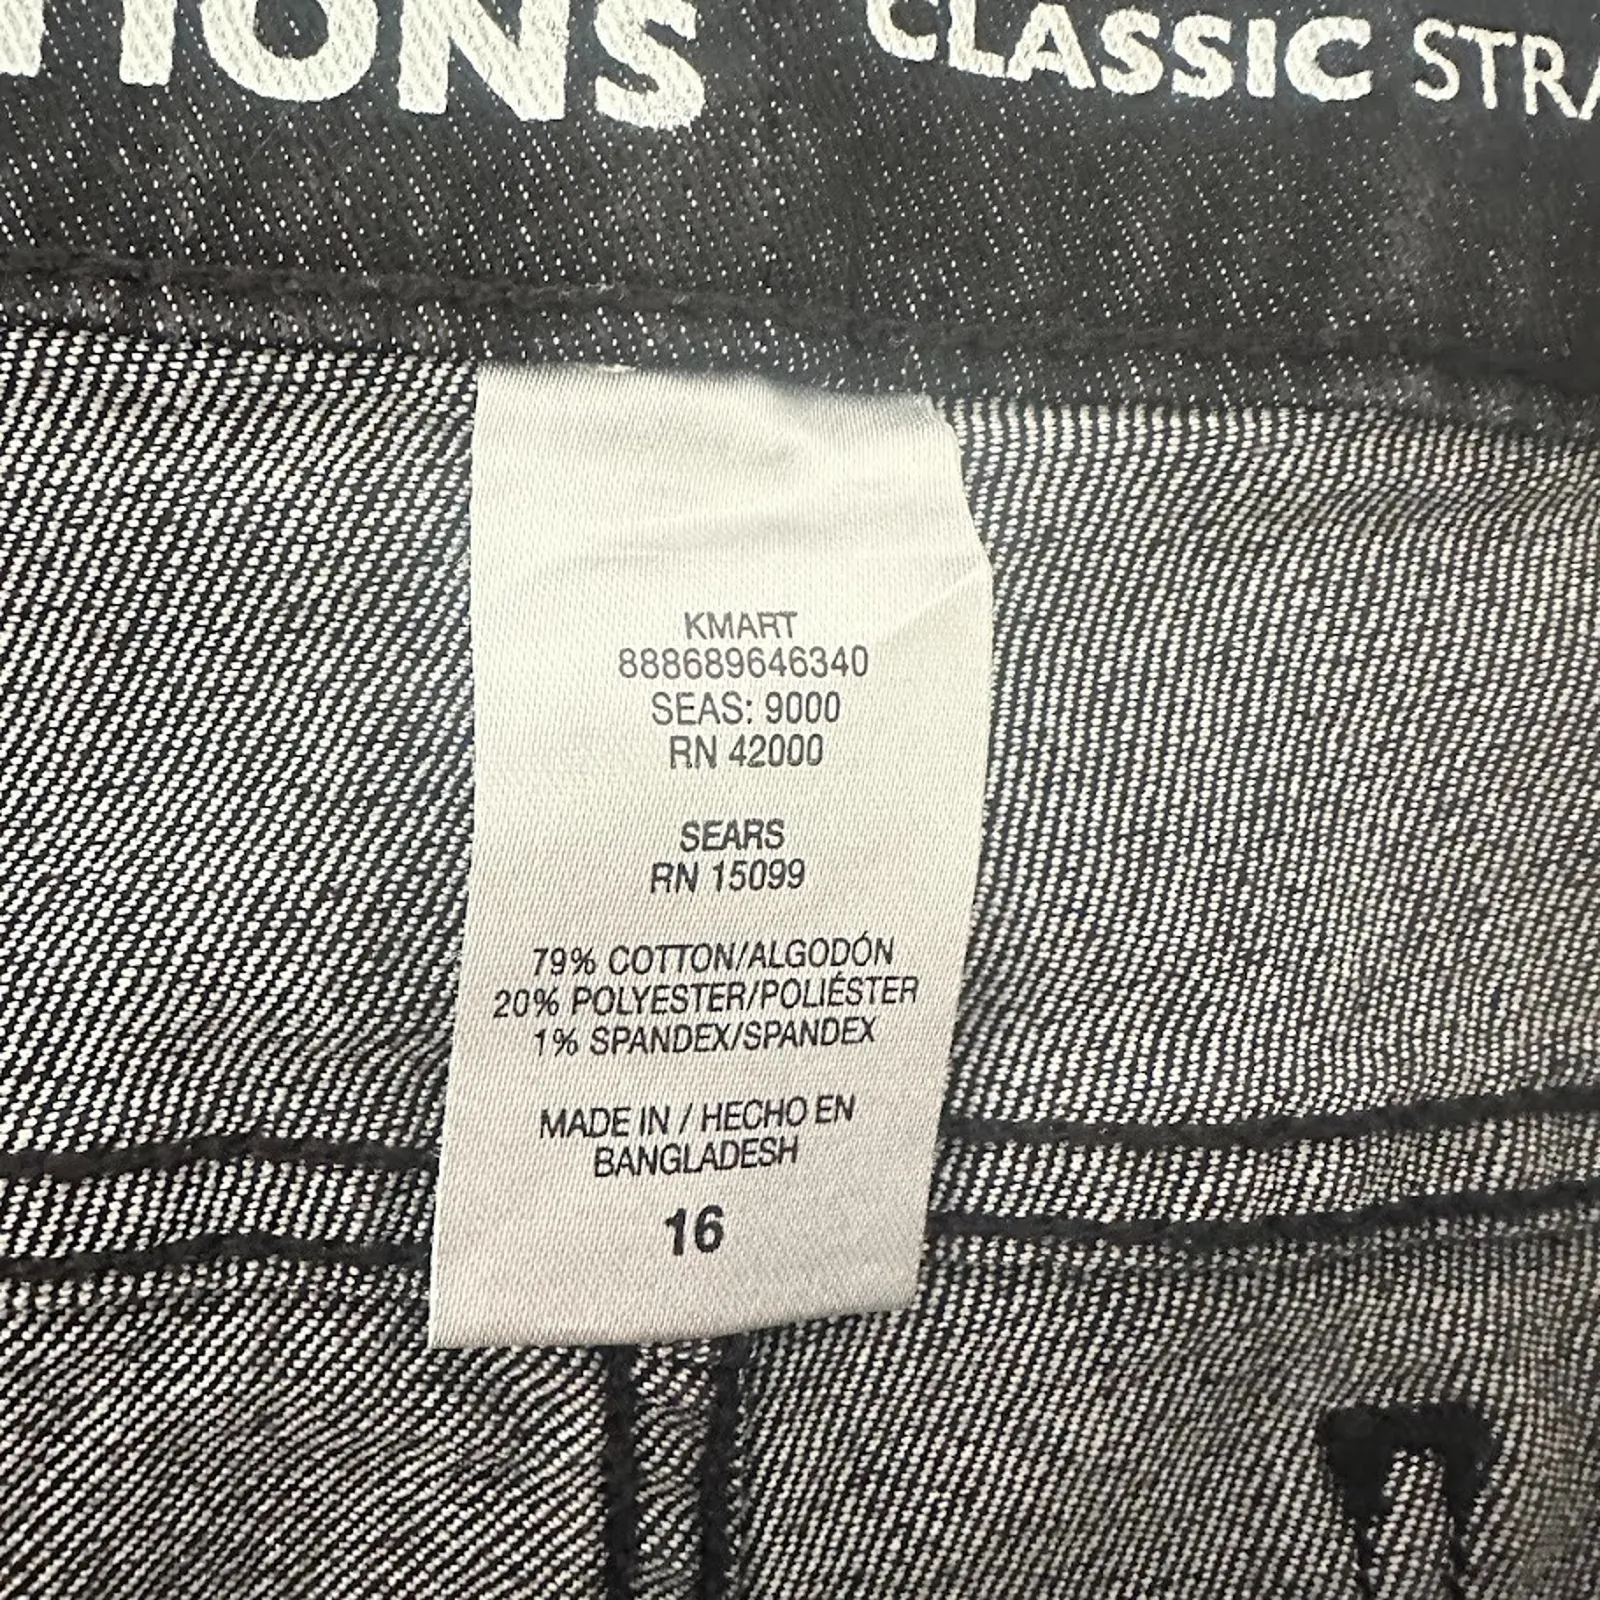 CLASSIC
KMART
888689646340
SEAS: 9000
RN 42000
SEARS
RN 15099
79% COTTON/ALGODÓN
20% POLYESTER/POLIÉSTER
1% SPANDEX/SPANDEX
MADE IN / HECHO EN
BANGLADESH
16